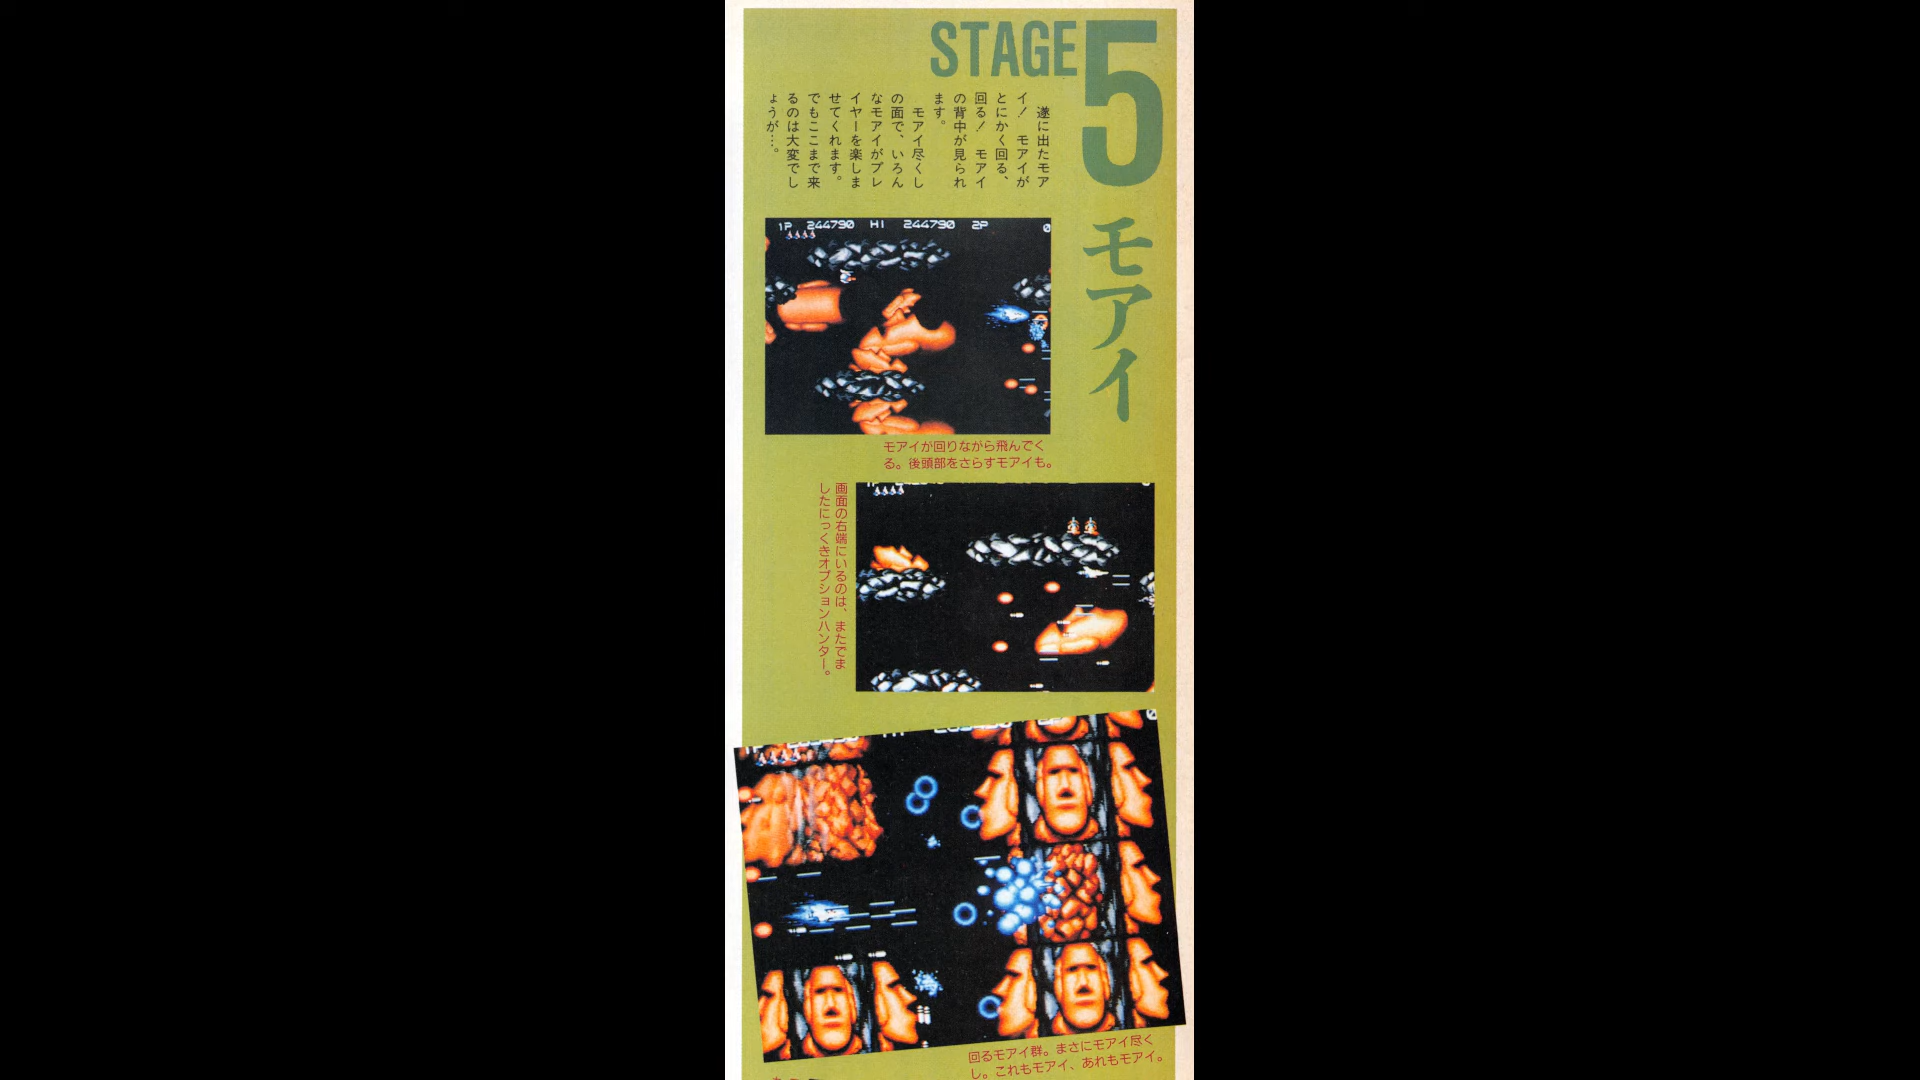 STAGE 5
モアイ
遂に出たモア
イ! モアイが
とにかく回る、
回る! モアイ
の背中が見られ
ます。
モアイ尽くし
の面で、いろん
なモアイがプレ
イヤーを楽しま
せてくれます。
でもここまで来
るのは大変でし
ょうが…。
1P 244790 HI 244790 2P 0
モアイが回りながら飛んでく
る。後頭部をさらすモアイも。
画面の右端にいるのは、またでま
したにっくきオプションハンター。
回るモアイ群。まさにモアイ尽く
し。これもモアイ、あれもモアイ。